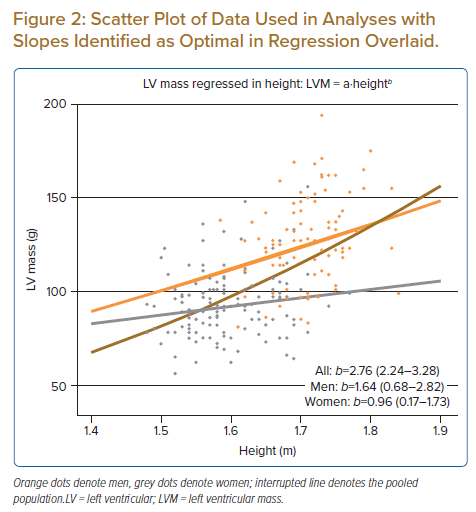 Figure 2: Scatter Plot of Data Used in Analyses with
Slopes Identified as Optimal in Regression Overlaid.
LV mass regressed in height: LVM = a·heightᵇ
200
150
100
50
LV mass (g)
All: b=2.76 (2.24–3.28)
Men: b=1.64 (0.68–2.82)
Women: b=0.96 (0.17–1.73)
1.4 1.5 1.6 1.7 1.8 1.9
Height (m)
Orange dots denote men, grey dots denote women; interrupted line denotes the pooled
population.LV = left ventricular; LVM = left ventricular mass.